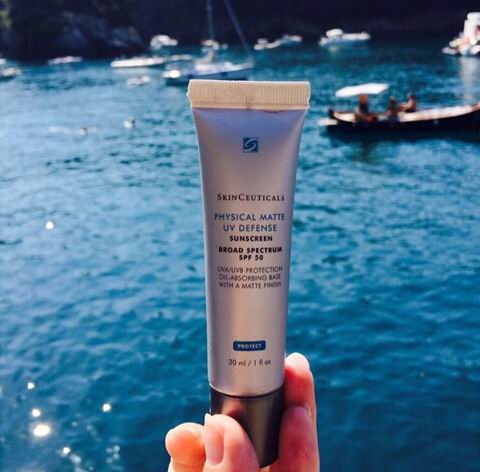 SKINCEUTICALS
PHYSICAL MATTE
UV DEFENSE
SUNSCREEN
BROAD SPECTRUM
SPF 50
UVA/UVB PROTECTION
OIL-ABSORBING BASE
WITH A MATTE FINISH
PROTECT
30 ml / 1 fl oz